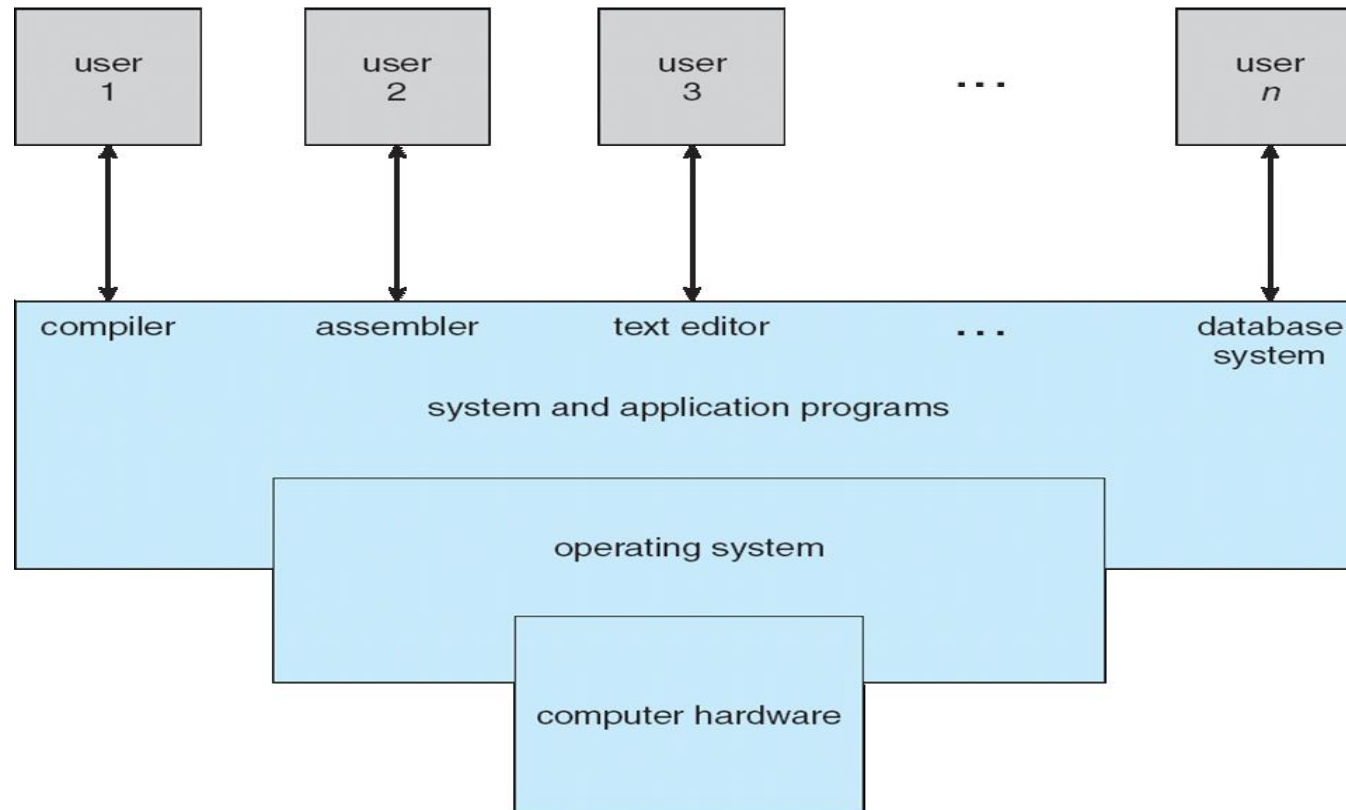 user
1
user
2
user
3
...
user
n
compiler
assembler
text editor
...
database
system
system and application programs
operating system
computer hardware